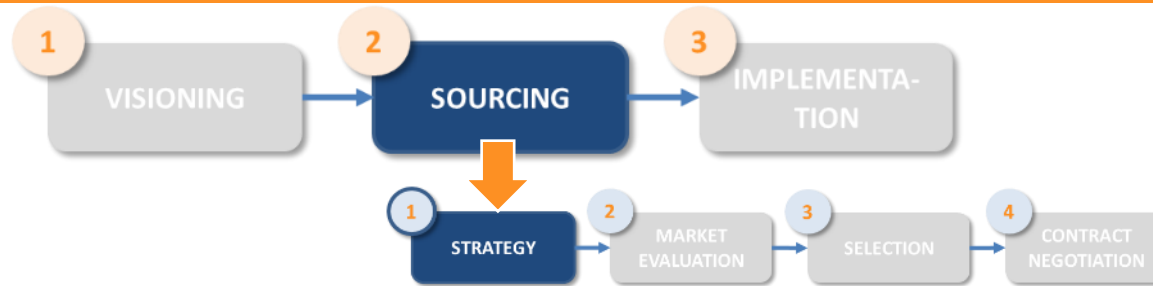 1
VISIONING
2
SOURCING
3
IMPLEMENTA-
TION
1
STRATEGY
2
MARKET
EVALUATION
3
SELECTION
4
CONTRACT
NEGOTIATION